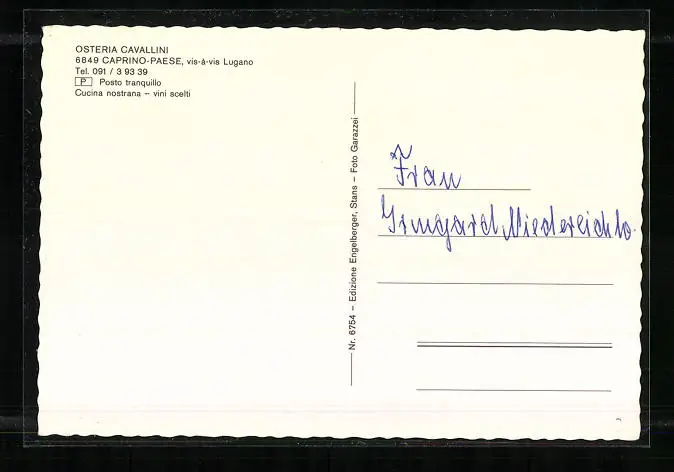 OSTERIA CAVALLINI
6849 CAPRINO-PAESE, vis-à-vis Lugano
Tel. 091 / 3 93 39
P Posto tranquillo
Cucina nostrana – vini scelti
Nr. 6754 – Edizione Engelberger, Stans – Foto Garazzei
Frau
Irmgard